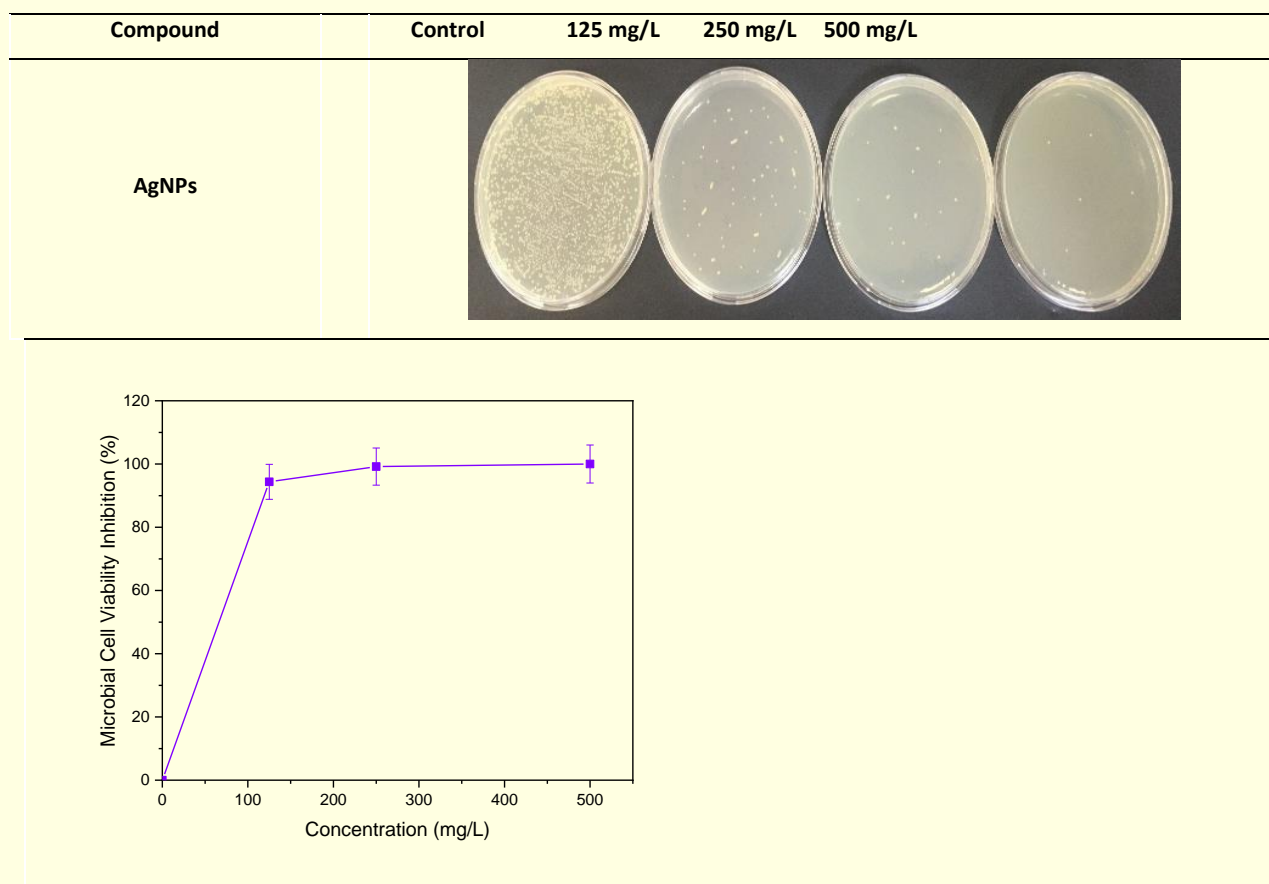 Compound Control 125 mg/L 250 mg/L 500 mg/L
AgNPs
120
100
80
60
40
20
0
Microbial Cell Viability Inhibition (%)
0 100 200 300 400 500
Concentration (mg/L)